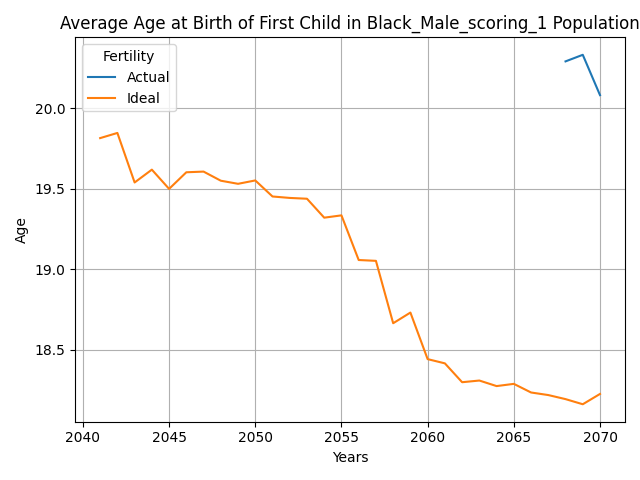 Average Age at Birth of First Child in Black_Male_scoring_1 Population
Fertility
Actual
Ideal
20.0
19.5
19.0
18.5
Age
2040 2045 2050 2055 2060 2065 2070
Years